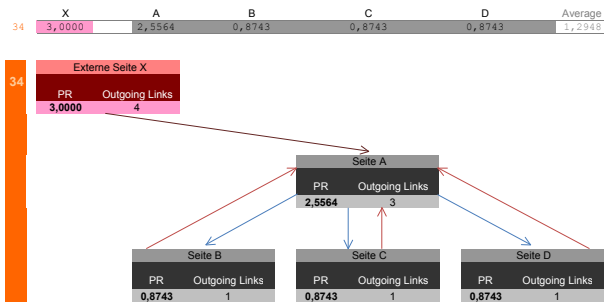 X A B C D Average
34 3,0000 2,5564 0,8743 0,8743 0,8743 1,2948
34
Externe Seite X
PR Outgoing Links
3,0000 4
Seite A
PR Outgoing Links
2,5564 3
Seite B Seite C Seite D
PR Outgoing Links PR Outgoing Links PR Outgoing Links
0,8743 1 0,8743 1 0,8743 1